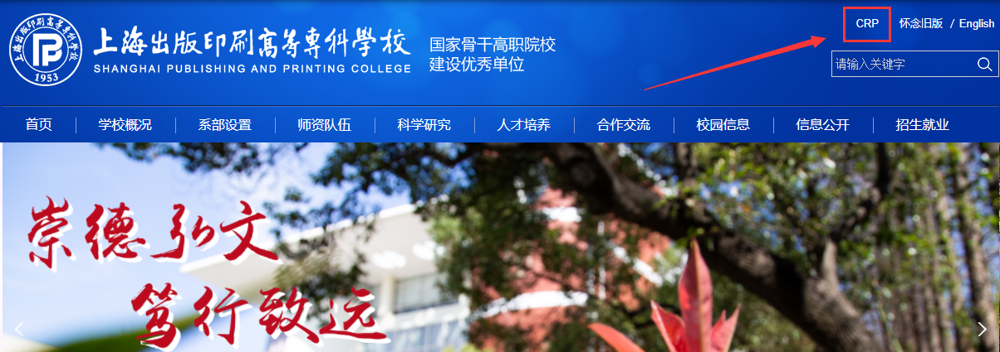 上海出版印刷高等专科学校
SHANGHAI PUBLISHING AND PRINTING COLLEGE
1953
国家骨干高职院校
建设优秀单位
CRP 怀念旧版 / English
请输入关键字
首页 学校概况 系部设置 师资队伍 科学研究 人才培养 合作交流 校园信息 信息公开 招生就业
崇德弘文
笃行致远